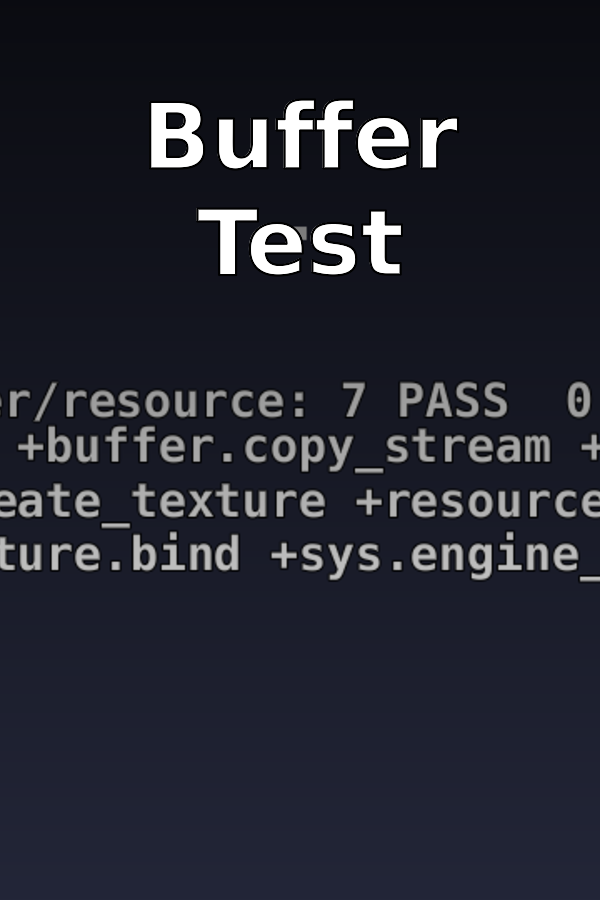 Buffer
Test
er/resource: 7 PASS  0
+buffer.copy_stream +
eate_texture +resource
ture.bind +sys.engine_